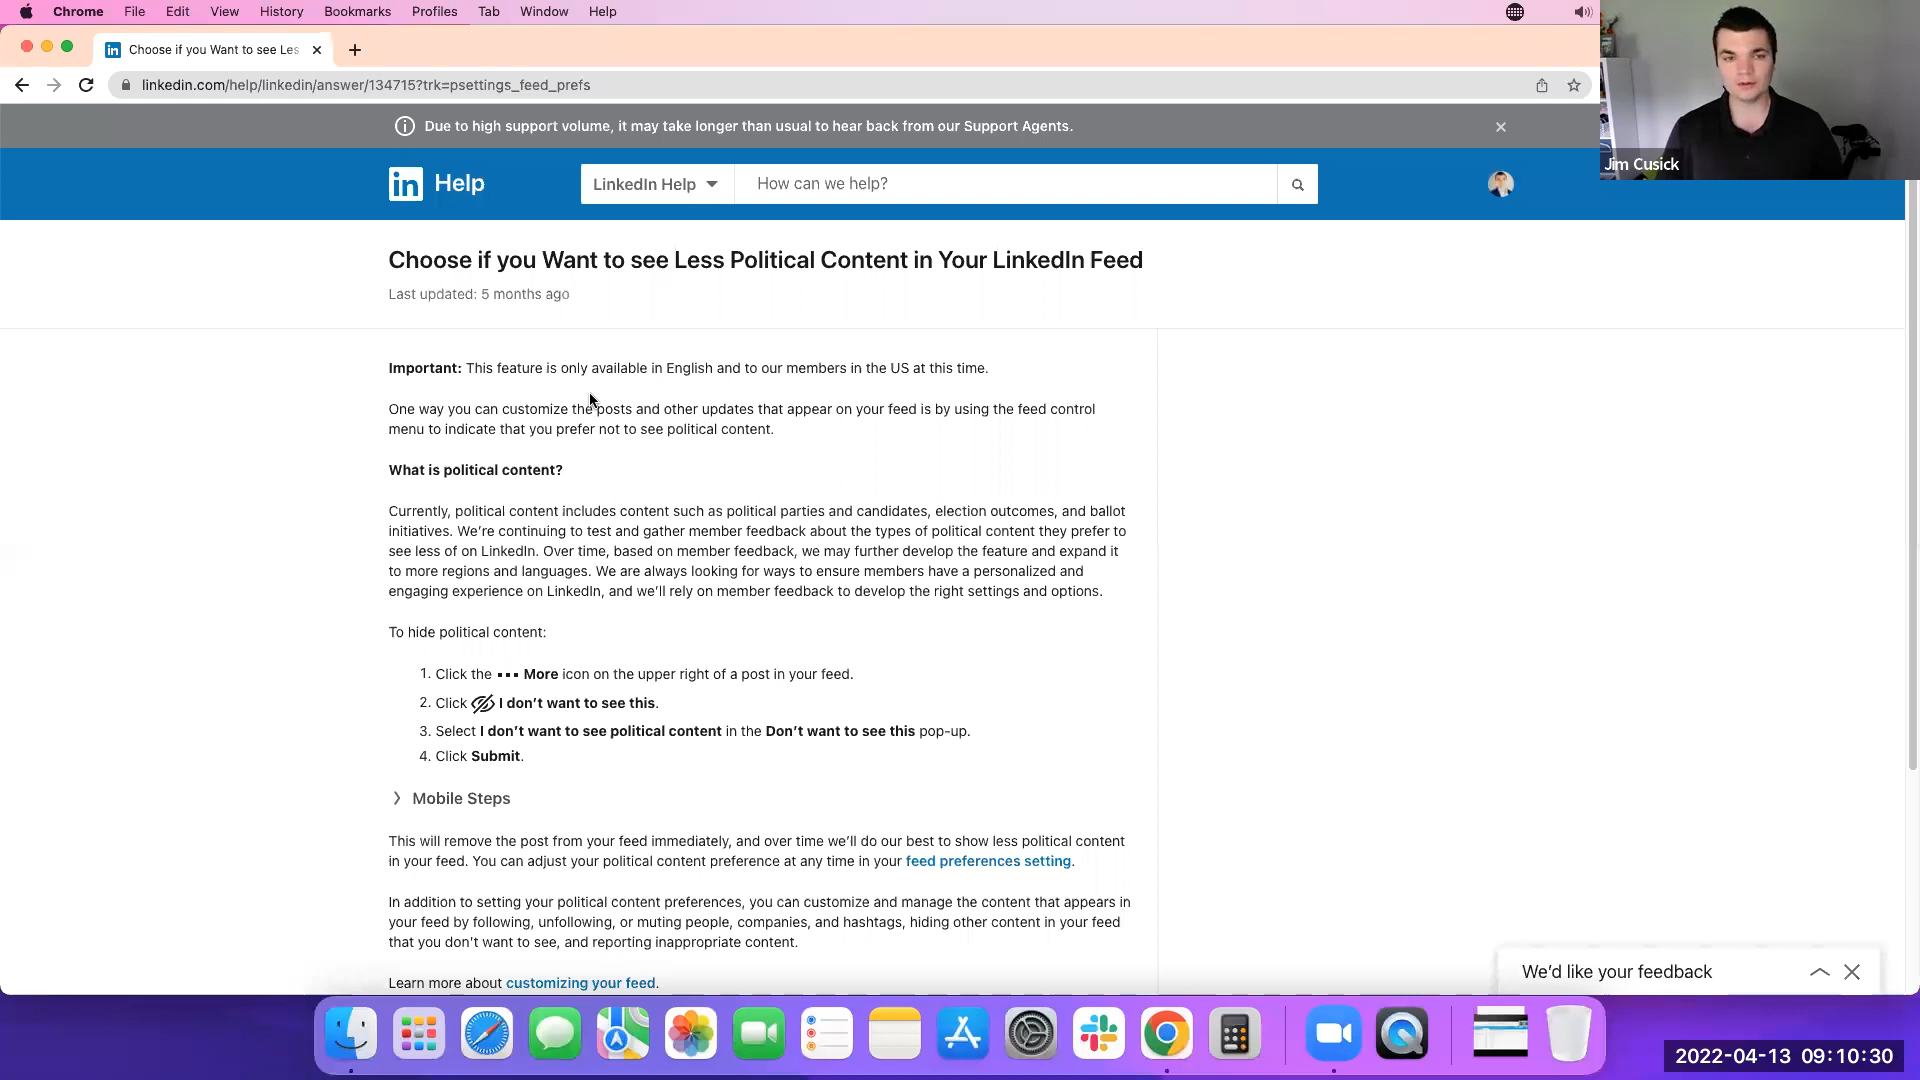 Chrome File Edit View History Bookmarks Profiles Tab Window Help
Choose if you Want to see Les
linkedin.com/help/linkedin/answer/134715?trk=psettings_feed_prefs
Due to high support volume, it may take longer than usual to hear back from our Support Agents.
Jim Cusick
in Help LinkedIn Help How can we help?
Choose if you Want to see Less Political Content in Your LinkedIn Feed
Last updated: 5 months ago
Important: This feature is only available in English and to our members in the US at this time.
One way you can customize the posts and other updates that appear on your feed is by using the feed control
menu to indicate that you prefer not to see political content.
What is political content?
Currently, political content includes content such as political parties and candidates, election outcomes, and ballot
initiatives. We’re continuing to test and gather member feedback about the types of political content they prefer to
see less of on LinkedIn. Over time, based on member feedback, we may further develop the feature and expand it
to more regions and languages. We are always looking for ways to ensure members have a personalized and
engaging experience on LinkedIn, and we’ll rely on member feedback to develop the right settings and options.
To hide political content:
1. Click the ▪▪▪ More icon on the upper right of a post in your feed.
2. Click I don’t want to see this.
3. Select I don’t want to see political content in the Don’t want to see this pop-up.
4. Click Submit.
Mobile Steps
This will remove the post from your feed immediately, and over time we’ll do our best to show less political content
in your feed. You can adjust your political content preference at any time in your feed preferences setting.
In addition to setting your political content preferences, you can customize and manage the content that appears in
your feed by following, unfollowing, or muting people, companies, and hashtags, hiding other content in your feed
that you don't want to see, and reporting inappropriate content.
We’d like your feedback
Learn more about customizing your feed.
2022-04-13 09:10:30